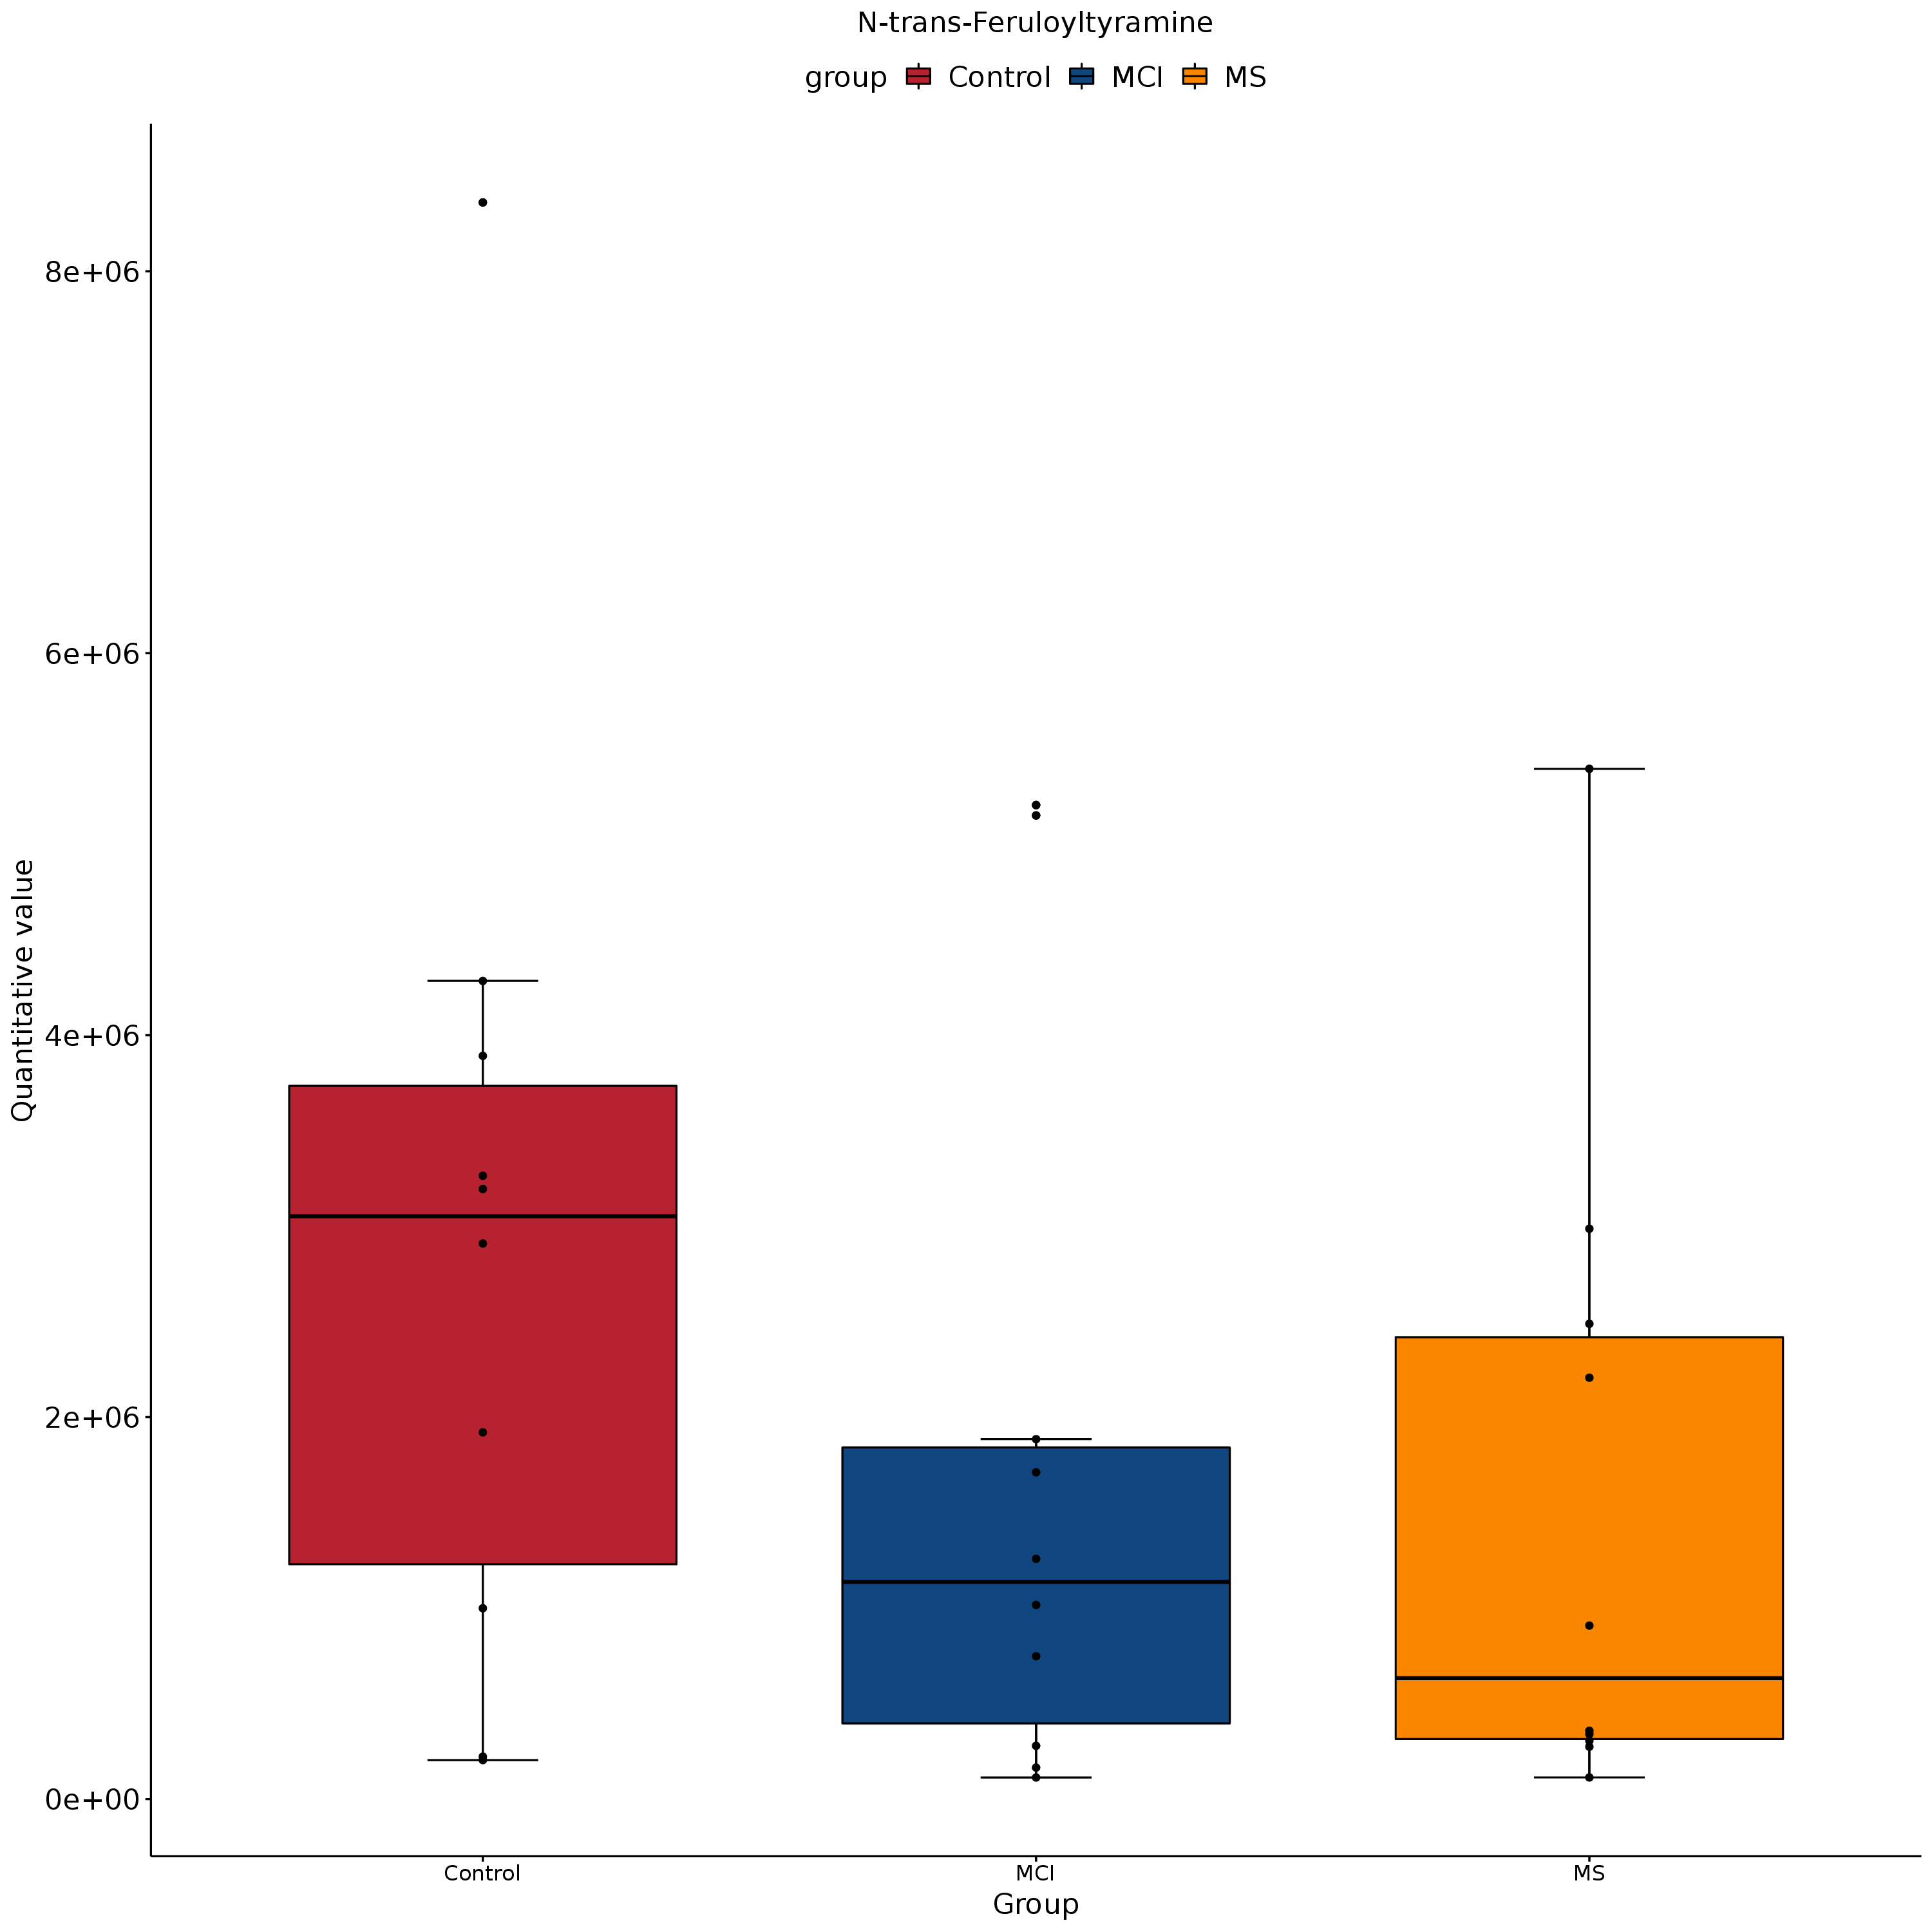 N-trans-Feruloyltyramine
group Control MCI MS
8e+06
6e+06
4e+06
2e+06
0e+00
Quantitative value
Control MCI MS
Group